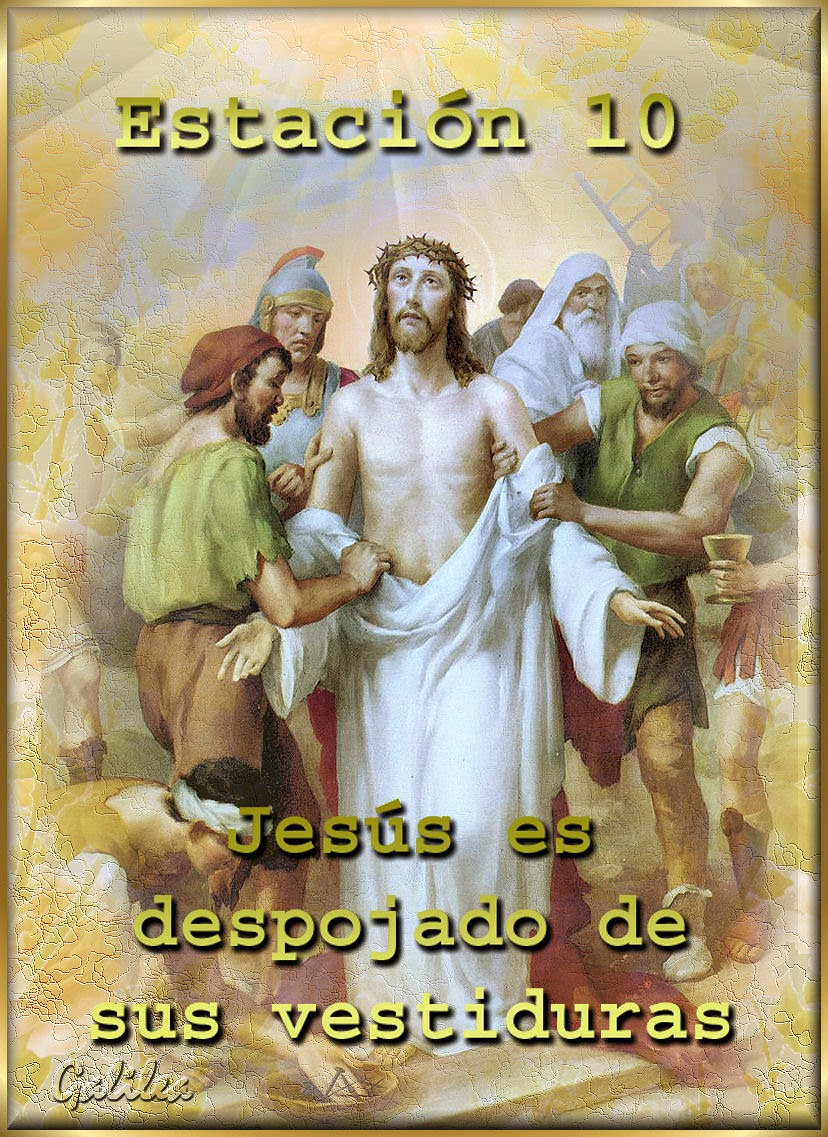 Estación 10
Jesús es
despojado de
sus vestiduras
Galilea